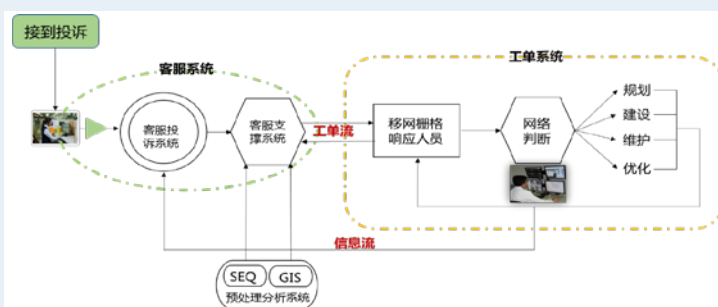 接到投诉
客服系统
工单系统
客服投
诉系统
客服支
撑系统
工单流
移网栅格
响应人员
网络
判断
规划
建设
维护
优化
信息流
SEQ
GIS
预处理分析系统